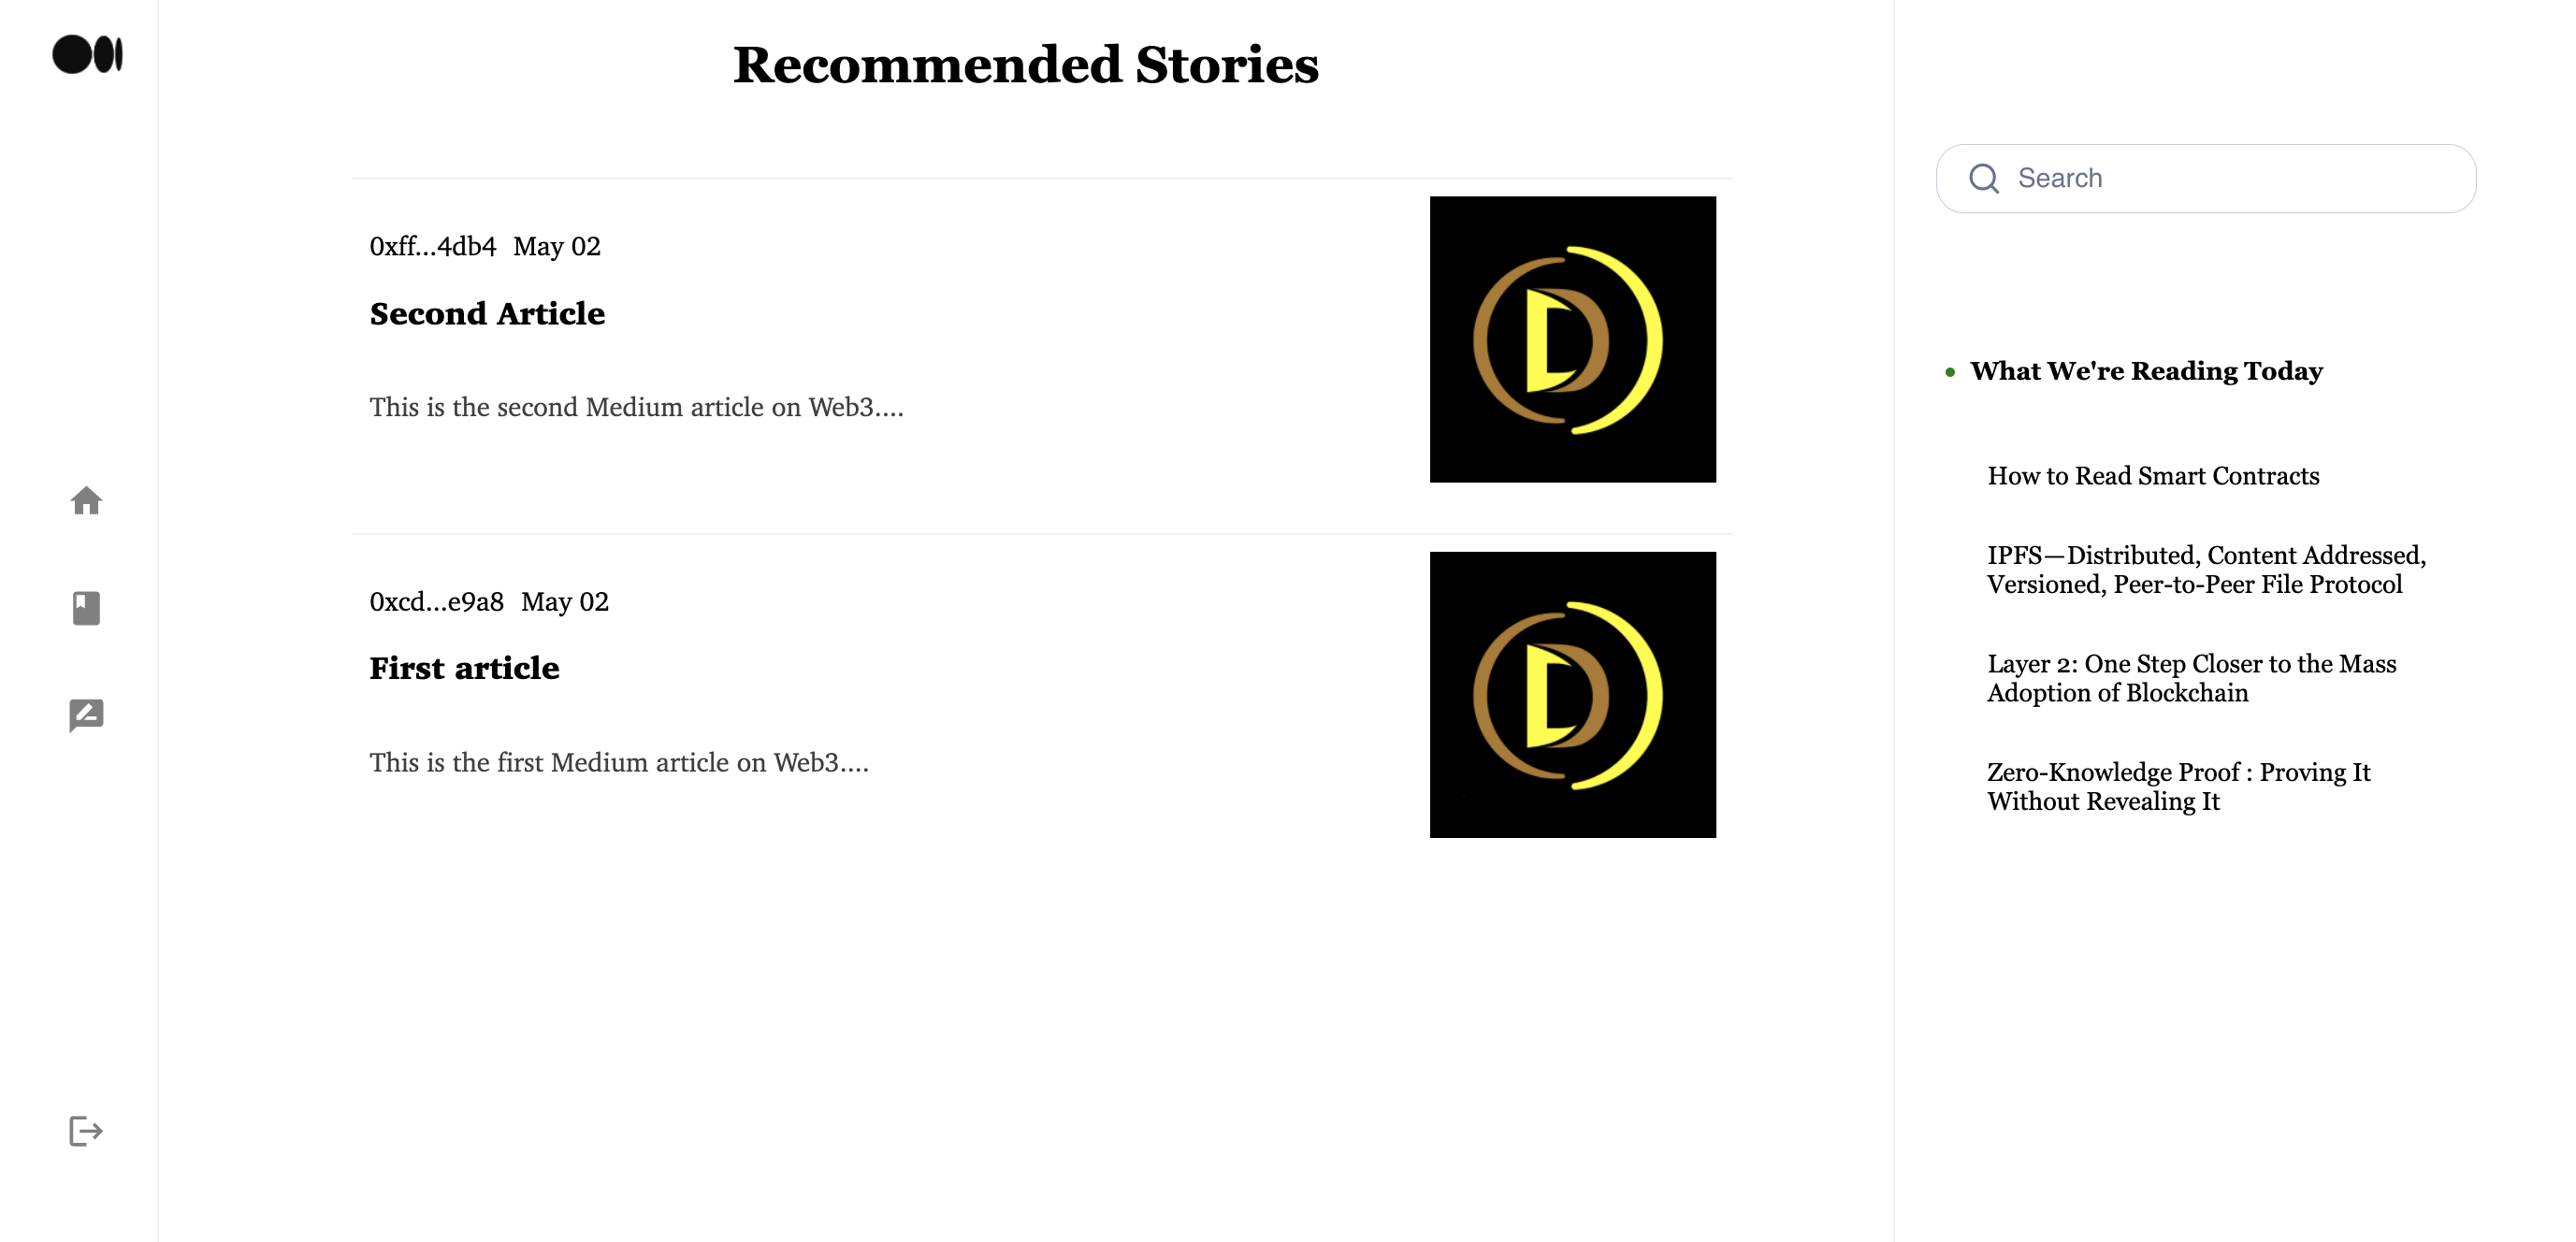 Recommended Stories
0xff...4db4 May 02
Second Article
This is the second Medium article on Web3....
0xcd...e9a8 May 02
First article
This is the first Medium article on Web3....
Search
What We're Reading Today
How to Read Smart Contracts
IPFS—Distributed, Content Addressed,
Versioned, Peer-to-Peer File Protocol
Layer 2: One Step Closer to the Mass
Adoption of Blockchain
Zero-Knowledge Proof : Proving It
Without Revealing It